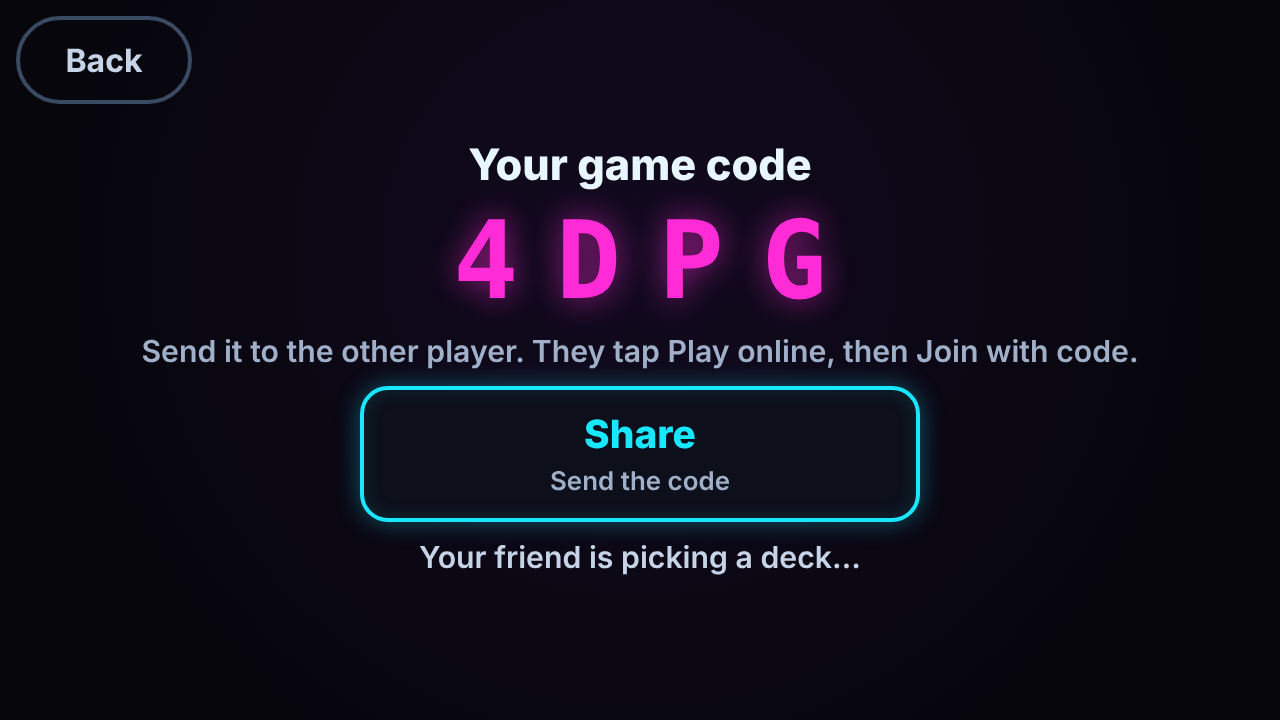 Back
Your game code
4DPG
Send it to the other player. They tap Play online, then Join with code.
Share
Send the code
Your friend is picking a deck...